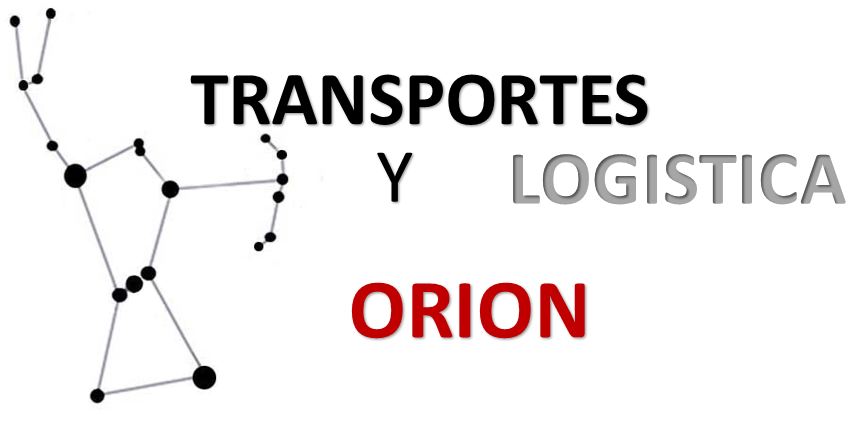 TRANSPORTES
Y LOGISTICA
ORION